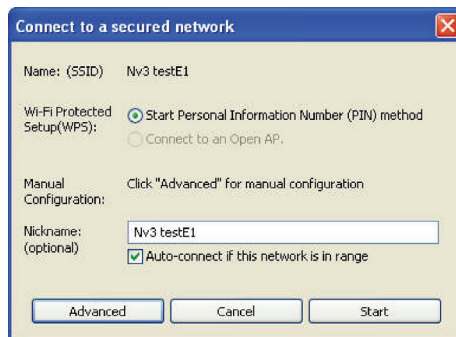 Connect to a secured network
Name: (SSID) Nv3 testE1
Wi-Fi Protected
Setup(WPS):
Start Personal Information Number (PIN) method
Connect to an Open AP.
Manual
Configuration:
Click "Advanced" for manual configuration
Nickname:
(optional)
Nv3 testE1
Auto-connect if this network is in range
Advanced Cancel Start